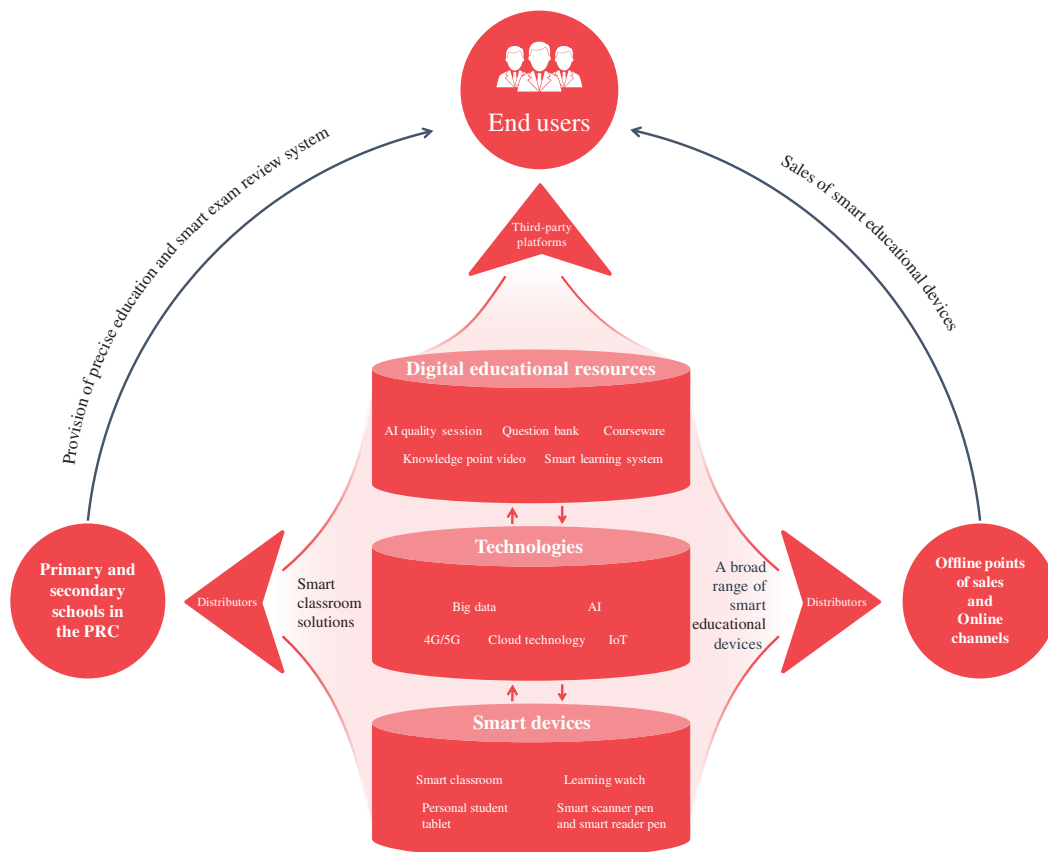 End users
Provision of precise education and smart exam review system
Sales of smart educational devices
Third-party
platforms
Digital educational resources
AI quality session
Question bank
Courseware
Knowledge point video
Smart learning system
Primary and
secondary
schools in
the PRC
Distributors
Smart
classroom
solutions
Technologies
Big data
AI
4G/5G
Cloud technology
IoT
A broad
range of
smart
educational
devices
Distributors
Offline points
of sales
and
Online
channels
Smart devices
Smart classroom
Learning watch
Personal student
tablet
Smart scanner pen
and smart reader pen